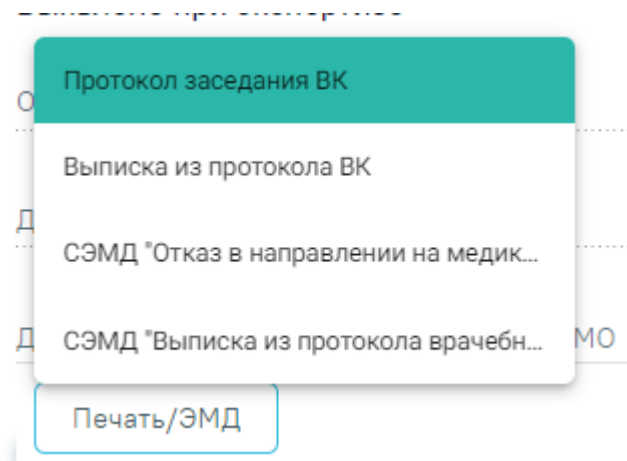 Протокол заседания ВК
Выписка из протокола ВК
СЭМД "Отказ в направлении на медик...
СЭМД "Выписка из протокола врачебн...
МО
Печать/ЭМД